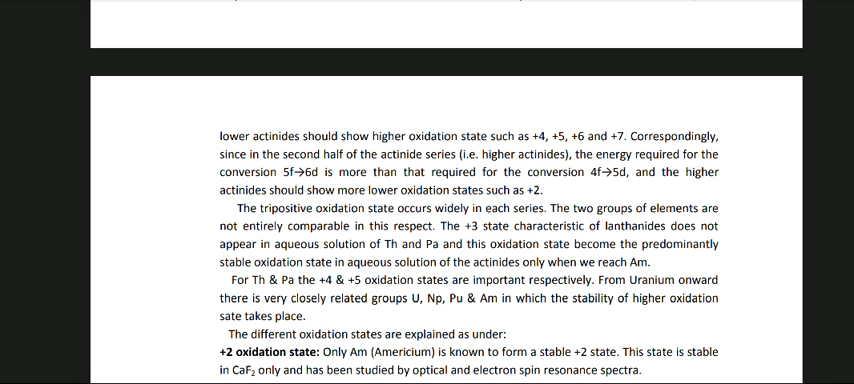 lower actinides should show higher oxidation state such as +4, +5, +6 and +7. Correspondingly,
since in the second half of the actinide series (i.e. higher actinides), the energy required for the
conversion 5f→6d is more than that required for the conversion 4f→5d, and the higher
actinides should show more lower oxidation states such as +2.
The tripositive oxidation state occurs widely in each series. The two groups of elements are
not entirely comparable in this respect. The +3 state characteristic of lanthanides does not
appear in aqueous solution of Th and Pa and this oxidation state become the predominantly
stable oxidation state in aqueous solution of the actinides only when we reach Am.
For Th & Pa the +4 & +5 oxidation states are important respectively. From Uranium onward
there is very closely related groups U, Np, Pu & Am in which the stability of higher oxidation
sate takes place.
The different oxidation states are explained as under:
+2 oxidation state: Only Am (Americium) is known to form a stable +2 state. This state is stable
in CaF₂ only and has been studied by optical and electron spin resonance spectra.